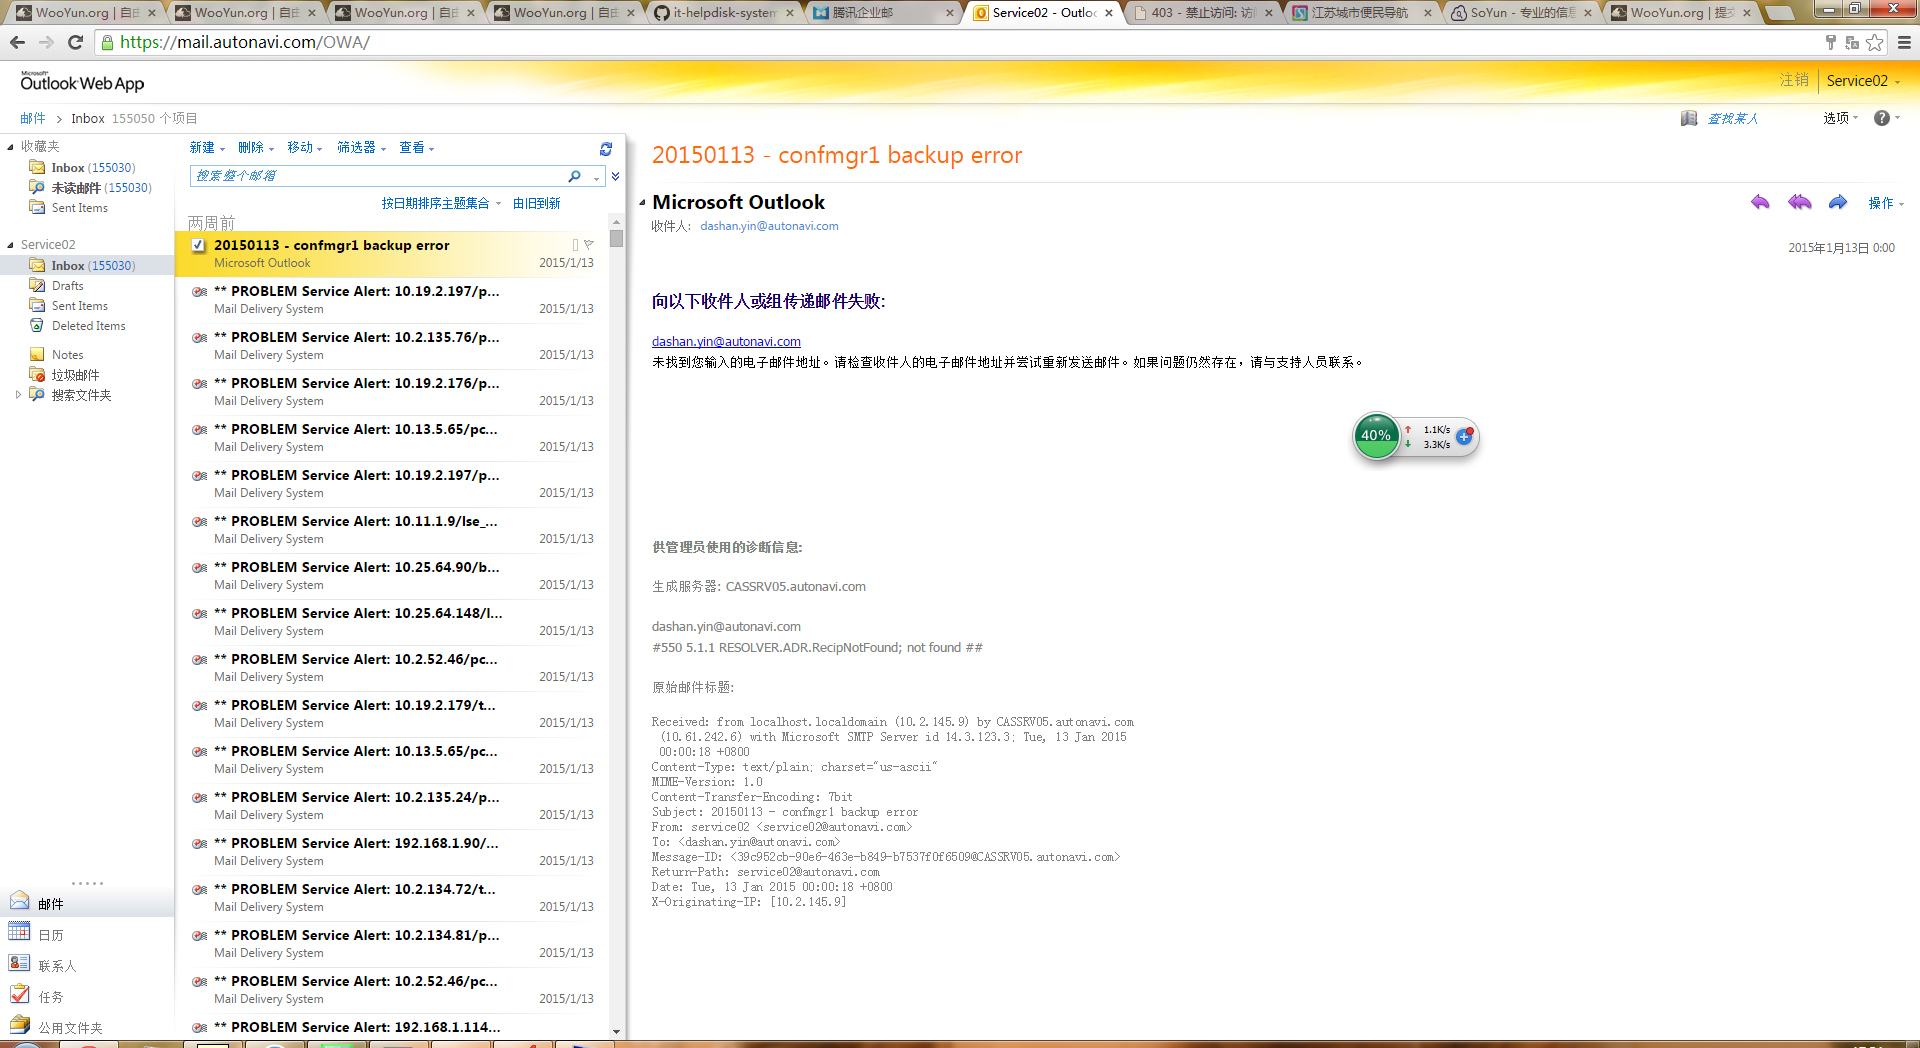 WooYun.org | 自由
WooYun.org | 自由
WooYun.org | 自由
WooYun.org | 自由
it-helpdisk-system
腾讯企业邮
Service02 - Outlo
403 - 禁止访问: 访
江苏城市便民导航
SoYun - 专业的信息
WooYun.org | 提交
https://mail.autonavi.com/OWA/
Microsoft
Outlook Web App
注销
Service02
邮件 > Inbox 155050 个项目
查找某人
选项
收藏夹
Inbox (155030)
未读邮件 (155030)
Sent Items
Service02
Inbox (155030)
Drafts
Sent Items
Deleted Items
Notes
垃圾邮件
搜索文件夹
邮件
日历
联系人
任务
公用文件夹
新建 删除 移动 筛选器 查看
搜索整个邮箱
按日期排序主题集合 由旧到新
两周前
20150113 - confmgr1 backup error
Microsoft Outlook 2015/1/13
** PROBLEM Service Alert: 10.19.2.197/p...
Mail Delivery System 2015/1/13
** PROBLEM Service Alert: 10.2.135.76/p...
Mail Delivery System 2015/1/13
** PROBLEM Service Alert: 10.19.2.176/p...
Mail Delivery System 2015/1/13
** PROBLEM Service Alert: 10.13.5.65/pc...
Mail Delivery System 2015/1/13
** PROBLEM Service Alert: 10.19.2.197/p...
Mail Delivery System 2015/1/13
** PROBLEM Service Alert: 10.11.1.9/lse_...
Mail Delivery System 2015/1/13
** PROBLEM Service Alert: 10.25.64.90/b...
Mail Delivery System 2015/1/13
** PROBLEM Service Alert: 10.25.64.148/l...
Mail Delivery System 2015/1/13
** PROBLEM Service Alert: 10.2.52.46/pc...
Mail Delivery System 2015/1/13
** PROBLEM Service Alert: 10.19.2.179/t...
Mail Delivery System 2015/1/13
** PROBLEM Service Alert: 10.13.5.65/pc...
Mail Delivery System 2015/1/13
** PROBLEM Service Alert: 10.2.135.24/p...
Mail Delivery System 2015/1/13
** PROBLEM Service Alert: 192.168.1.90/...
Mail Delivery System 2015/1/13
** PROBLEM Service Alert: 10.2.134.72/t...
Mail Delivery System 2015/1/13
** PROBLEM Service Alert: 10.2.134.81/p...
Mail Delivery System 2015/1/13
** PROBLEM Service Alert: 10.2.52.46/pc...
Mail Delivery System 2015/1/13
** PROBLEM Service Alert: 192.168.1.114...
20150113 - confmgr1 backup error
Microsoft Outlook
操作
收件人: dashan.yin@autonavi.com
2015年1月13日 0:00
向以下收件人或组传递邮件失败:
dashan.yin@autonavi.com
未找到您输入的电子邮件地址。请检查收件人的电子邮件地址并尝试重新发送邮件。如果问题仍然存在，请与支持人员联系。
40%
1.1K/s
3.3K/s
供管理员使用的诊断信息:
生成服务器: CASSRV05.autonavi.com
dashan.yin@autonavi.com
#550 5.1.1 RESOLVER.ADR.RecipNotFound; not found ##
原始邮件标题:
Received: from localhost.localdomain (10.2.145.9) by CASSRV05.autonavi.com
(10.61.242.6) with Microsoft SMTP Server id 14.3.123.3; Tue, 13 Jan 2015
00:00:18 +0800
Content-Type: text/plain; charset="us-ascii"
MIME-Version: 1.0
Content-Transfer-Encoding: 7bit
Subject: 20150113 - confmgr1 backup error
From: service02 <service02@autonavi.com>
To: <dashan.yin@autonavi.com>
Message-ID: <39c952cb-90e6-463e-b849-b7537f0f6509@CASSRV05.autonavi.com>
Return-Path: service02@autonavi.com
Date: Tue, 13 Jan 2015 00:00:18 +0800
X-Originating-IP: [10.2.145.9]